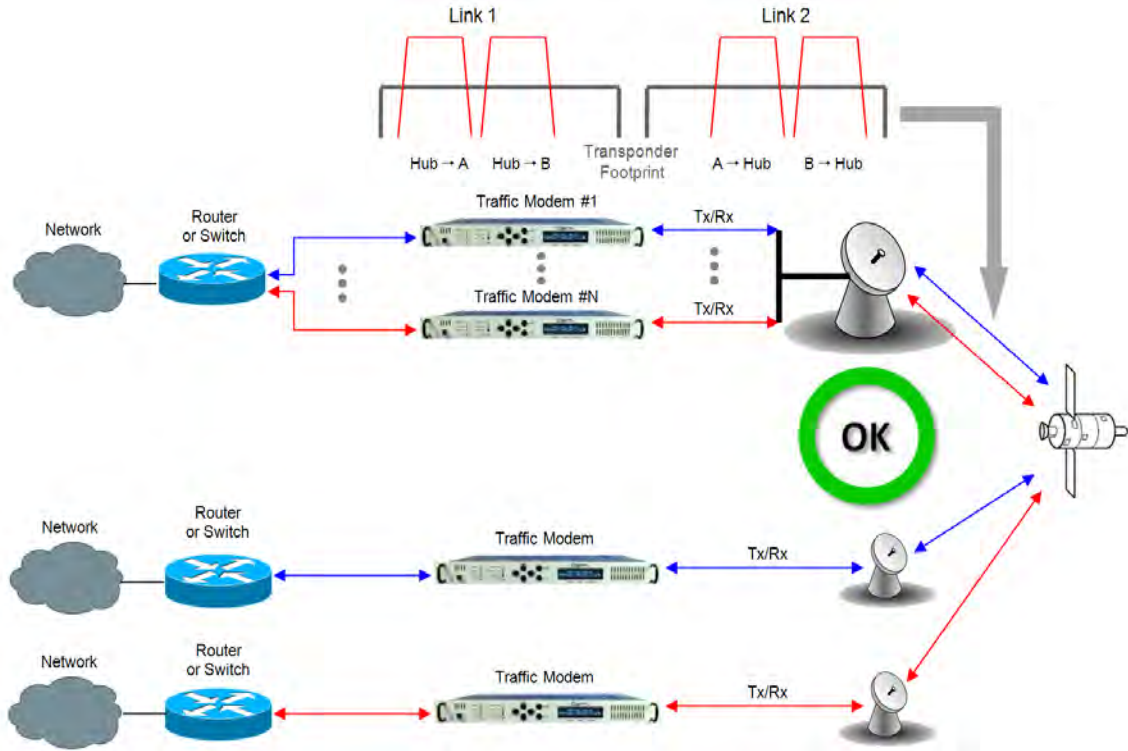 Link 1
Link 2
Hub → A
Hub → B
Transponder
Footprint
A → Hub
B → Hub
Network
Router
or Switch
Traffic Modem #1
Tx/Rx
Traffic Modem #N
Tx/Rx
OK
Network
Router
or Switch
Traffic Modem
Tx/Rx
Network
Router
or Switch
Traffic Modem
Tx/Rx